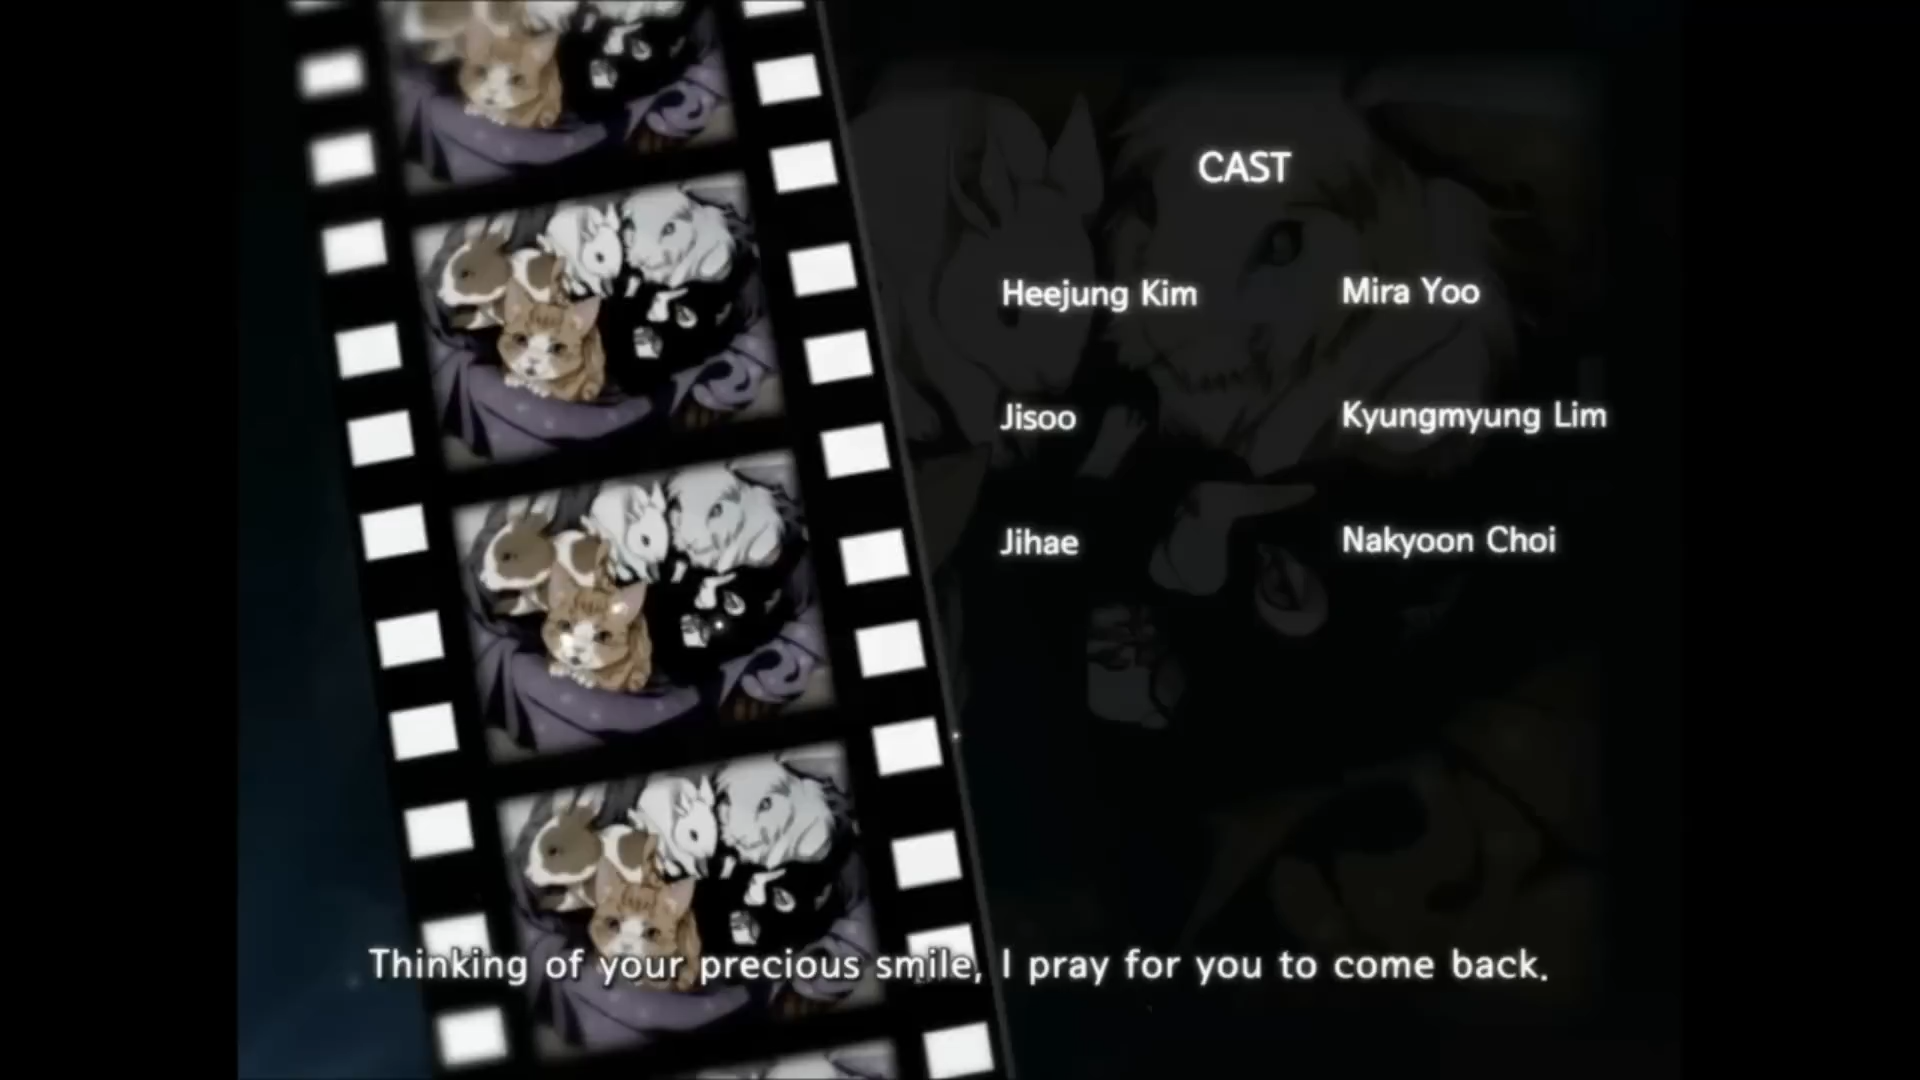 CAST
Heejung Kim Mira Yoo
Jisoo Kyungmyung Lim
Jihae Nakyoon Choi
Thinking of your precious smile, I pray for you to come back.